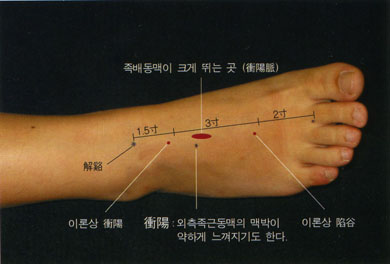 족배동맥이 크게 뛰는 곳 (衝陽脈)
1.5寸
3寸
2寸
解谿
이론상 衝陽
衝陽 : 외측족근동맥의 맥박이
약하게 느껴지기도 한다.
이론상 陷谷